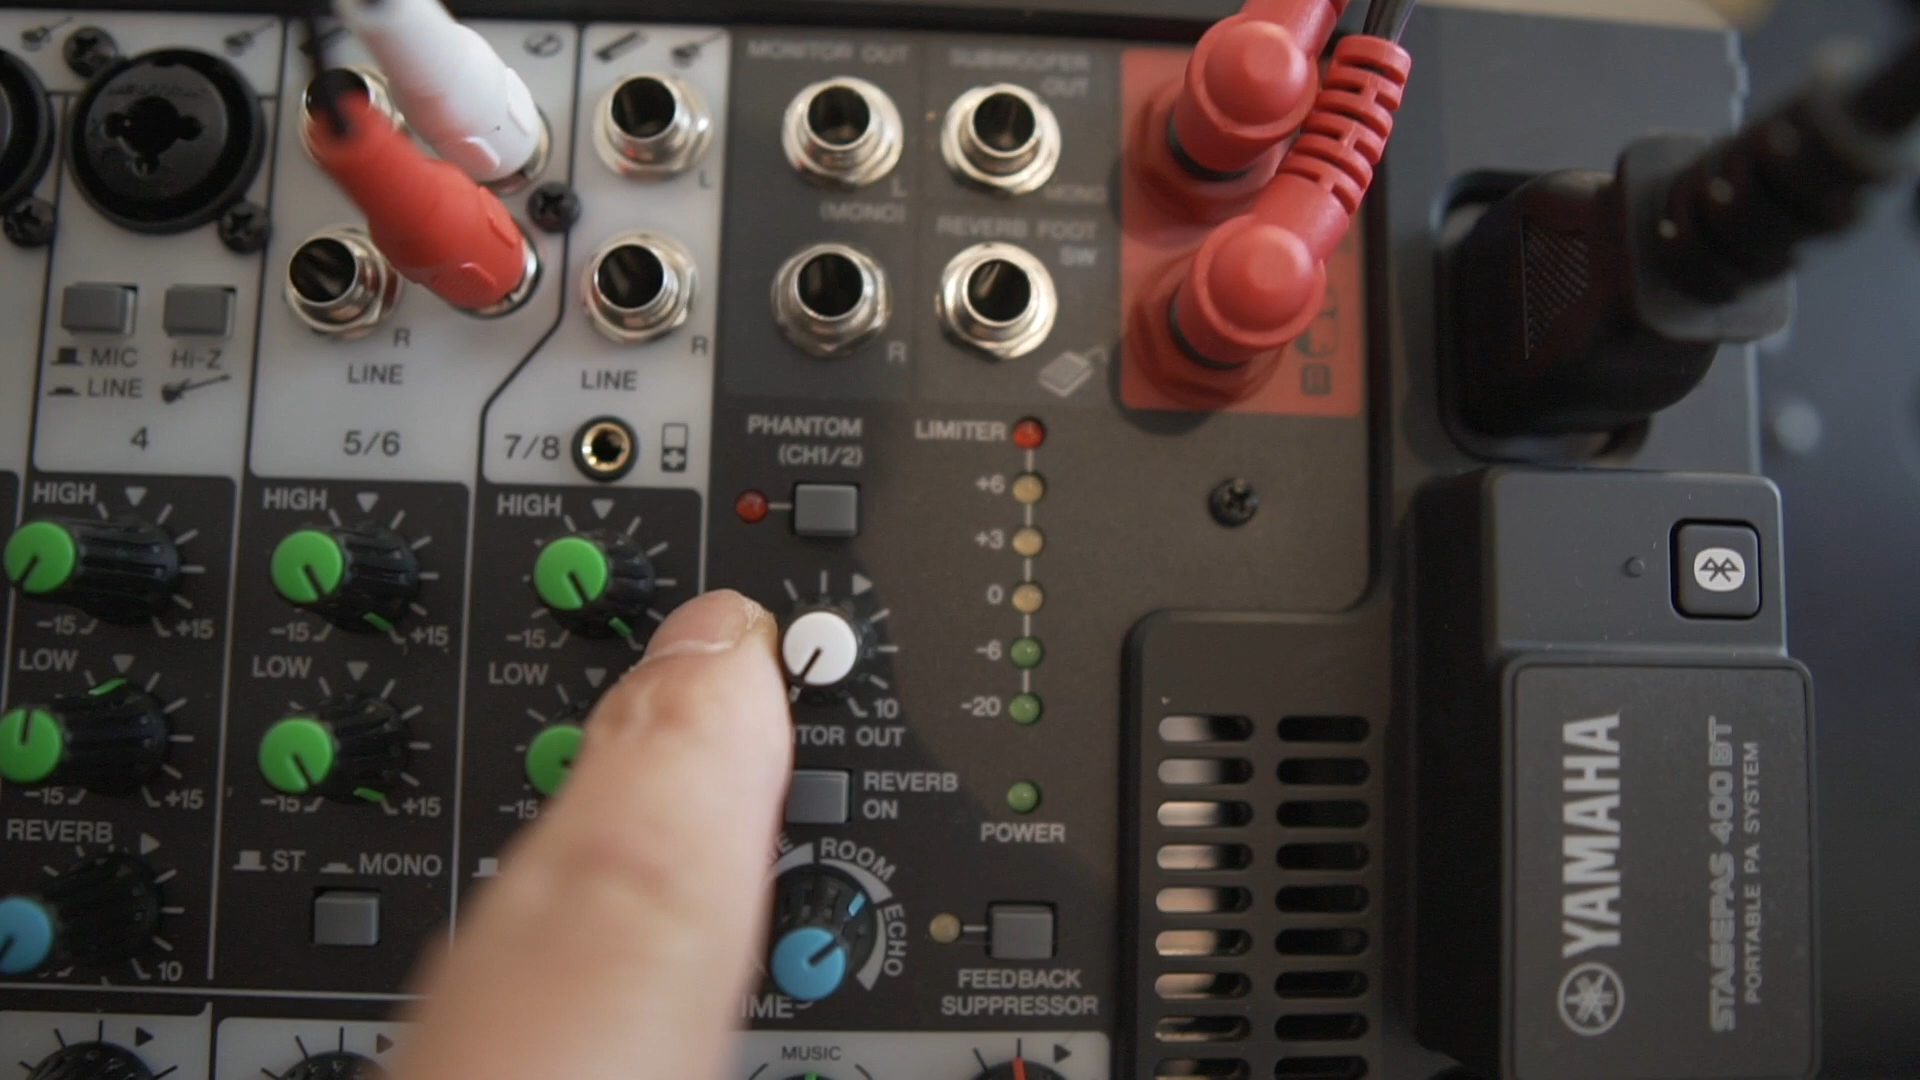 MONITOR OUT
SUBWOOFER
OUT
L
L
(MONO)
MONO
REVERB FOOT
SW
R
R
R
MIC
LINE
Hi-Z
LINE
LINE
4
5/6
7/8
PHANTOM
(CH1/2)
LIMITER
+6
+3
0
-6
-20
POWER
HIGH
HIGH
HIGH
-15
+15
-15
+15
-15
LOW
LOW
LOW
-15
+15
-15
+15
-15
10
TOR OUT
REVERB
ON
REVERB
ST
MONO
ROOM
ECHO
10
IME
FEEDBACK
SUPPRESSOR
MUSIC
YAMAHA
STAGEPAS 400BT
PORTABLE PA SYSTEM